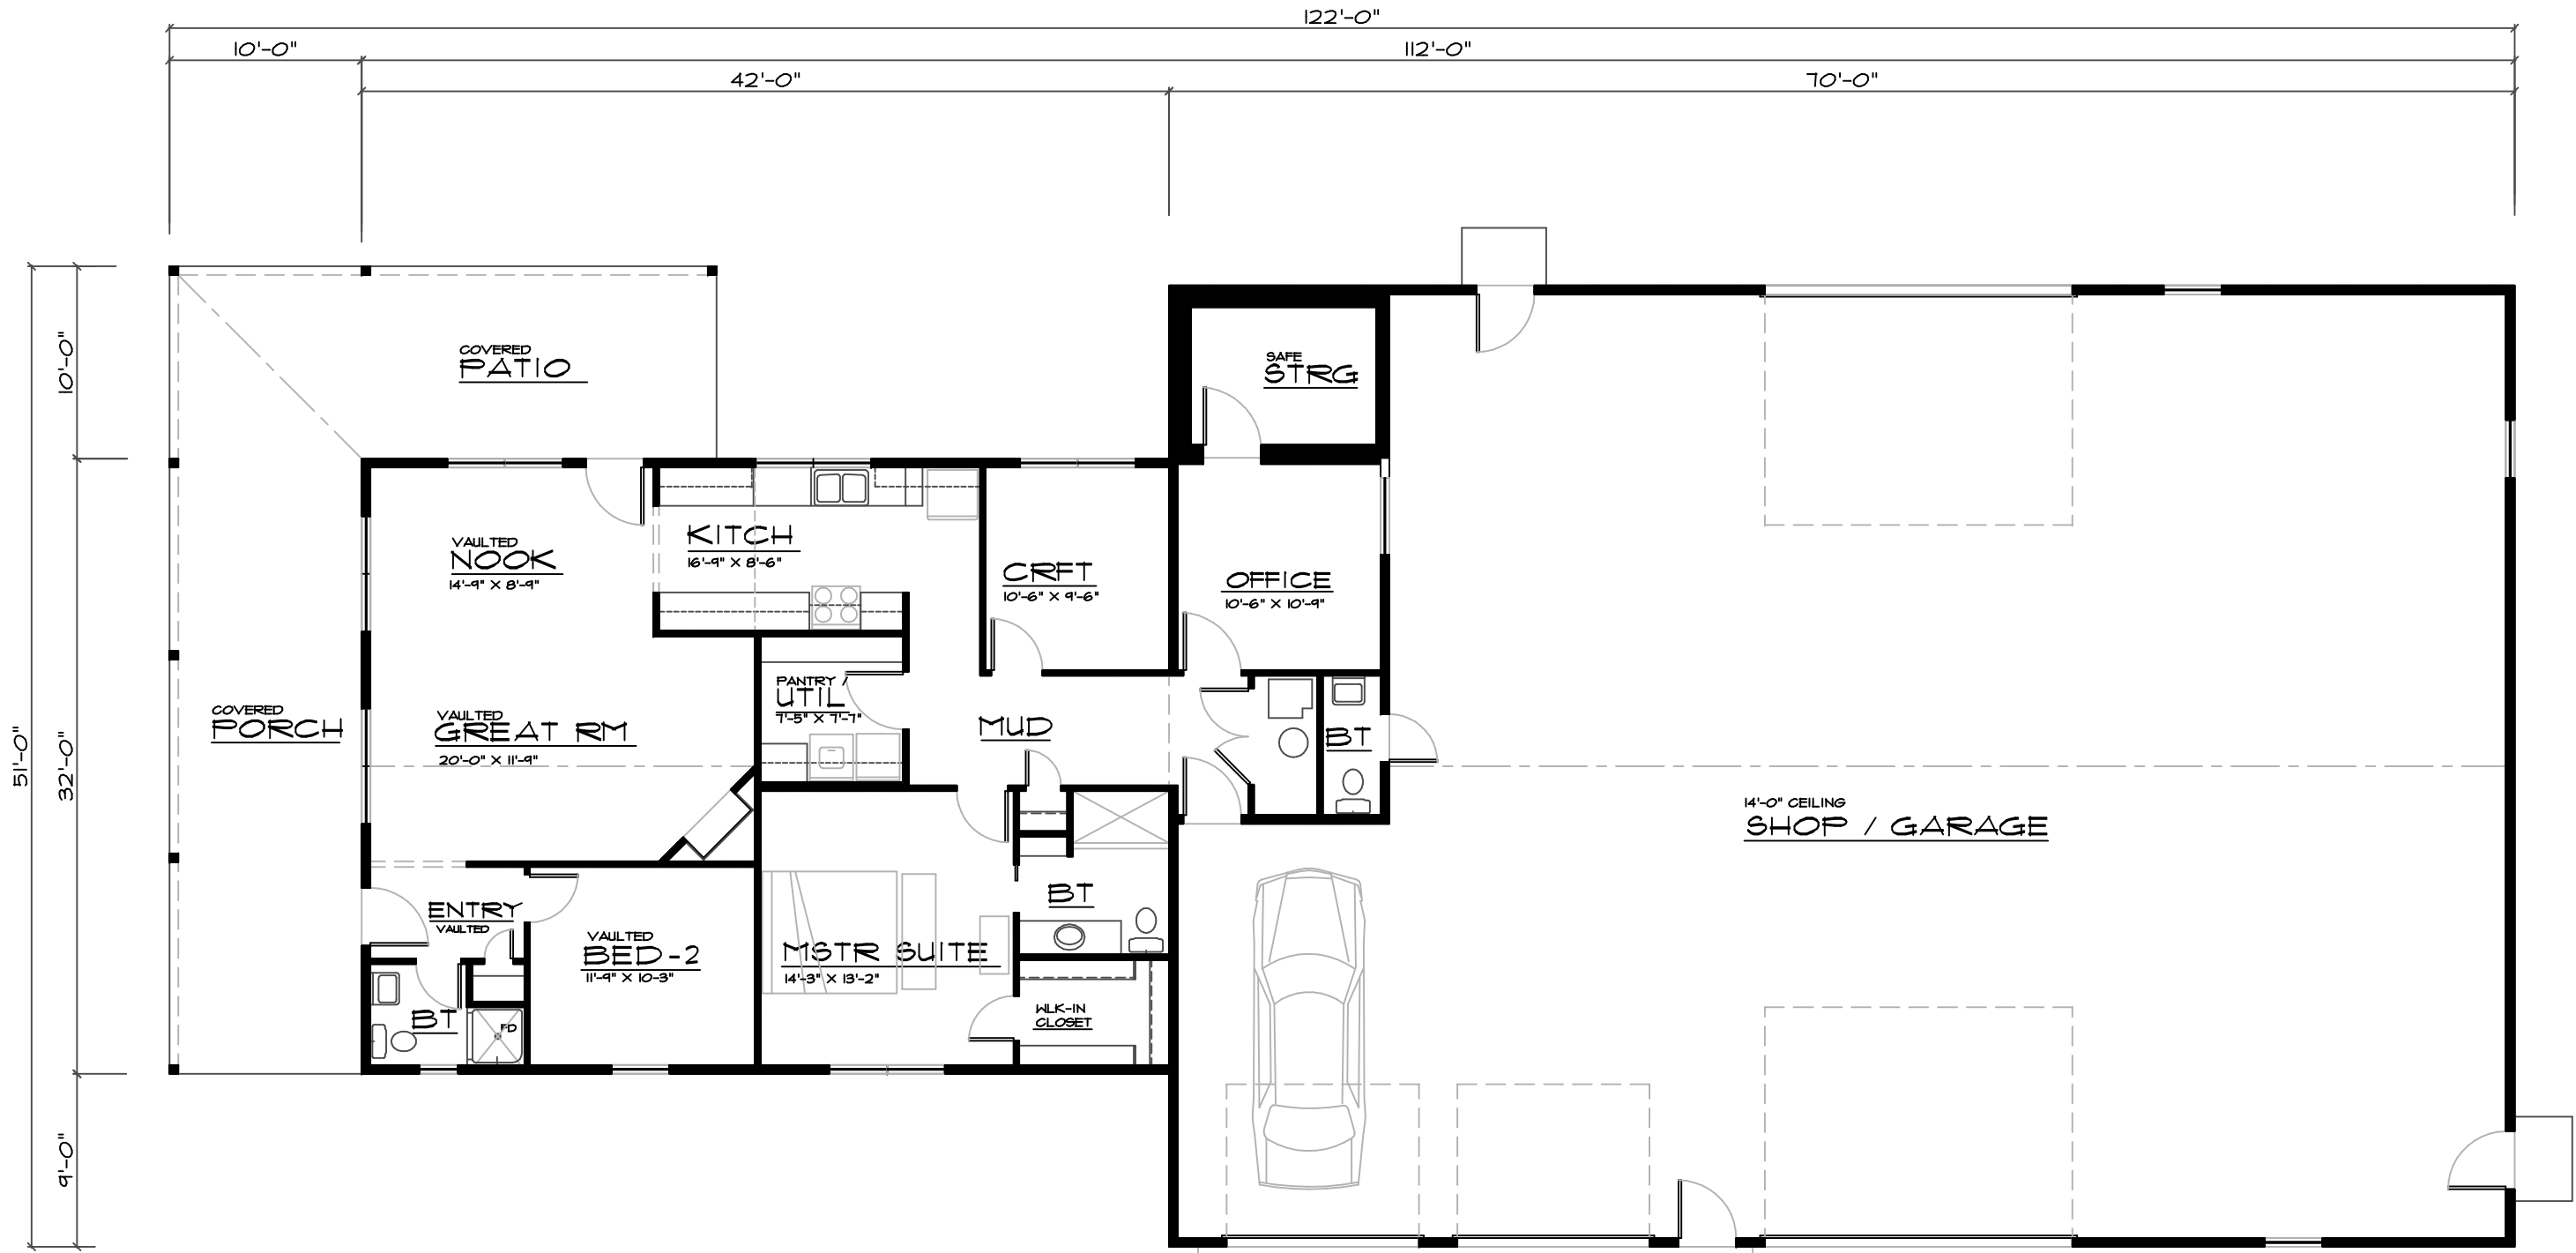 122'-0"
10'-0"
112'-0"
42'-0"
70'-0"
51'-0"
10'-0"
32'-0"
9'-0"
COVERED
PATIO
SAFE
STRG
VAULTED
NOOK
14'-9" X 8'-9"
KITCH
16'-9" X 8'-6"
CRFT
10'-6" X 9'-6"
OFFICE
10'-6" X 10'-9"
COVERED
PORCH
VAULTED
GREAT RM
20'-0" X 11'-9"
PANTRY /
UTIL
7'-5" X 7'-7"
MUD
BT
14'-0" CEILING
SHOP / GARAGE
ENTRY
VAULTED
VAULTED
BED-2
11'-9" X 10'-3"
MSTR SUITE
14'-3" X 13'-2"
BT
WLK-IN
CLOSET
BT
FD